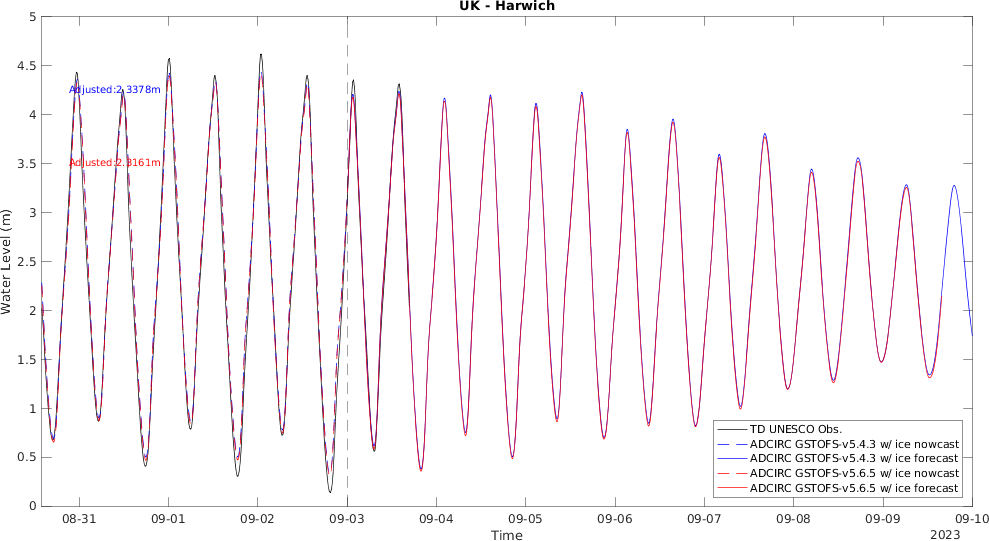 UK - Harwich
5
4.5
4
3.5
3
2.5
2
1.5
1
0.5
0
Water Level (m)
Adjusted:2.3378m
Adjusted:2.3161m
TD UNESCO Obs.
ADCIRC GSTOFS-v5.4.3 w/ ice nowcast
ADCIRC GSTOFS-v5.4.3 w/ ice forecast
ADCIRC GSTOFS-v5.6.5 w/ ice nowcast
ADCIRC GSTOFS-v5.6.5 w/ ice forecast
08-31 09-01 09-02 09-03 09-04 09-05 09-06 09-07 09-08 09-09 09-10
Time
2023